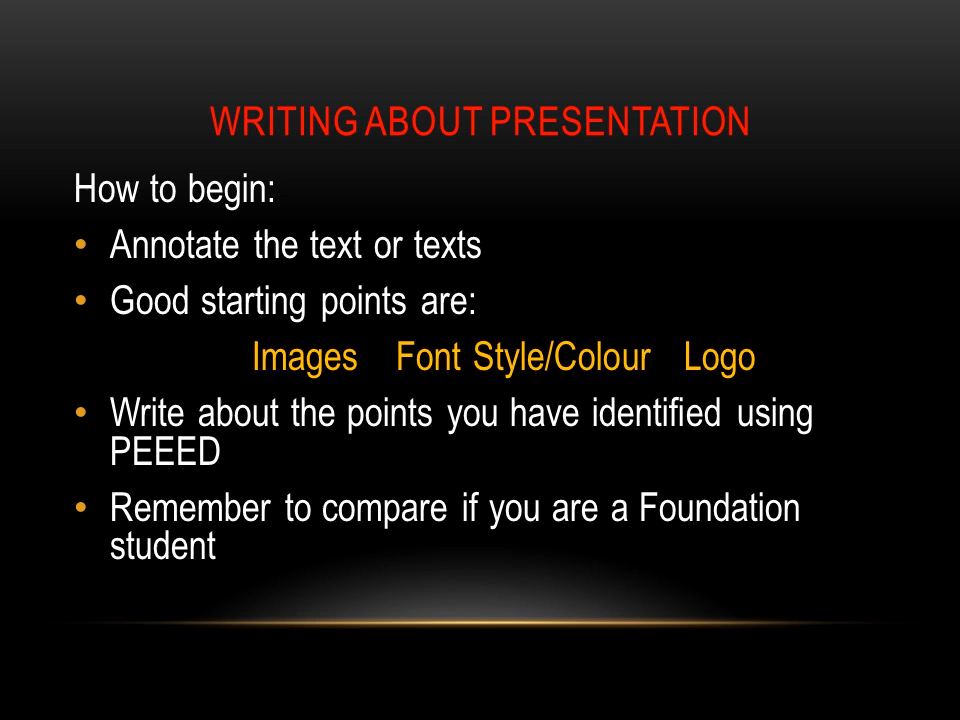 WRITING ABOUT PRESENTATION
How to begin:
• Annotate the text or texts
• Good starting points are:
Images Font Style/Colour Logo
• Write about the points you have identified using
PEEED
• Remember to compare if you are a Foundation
student